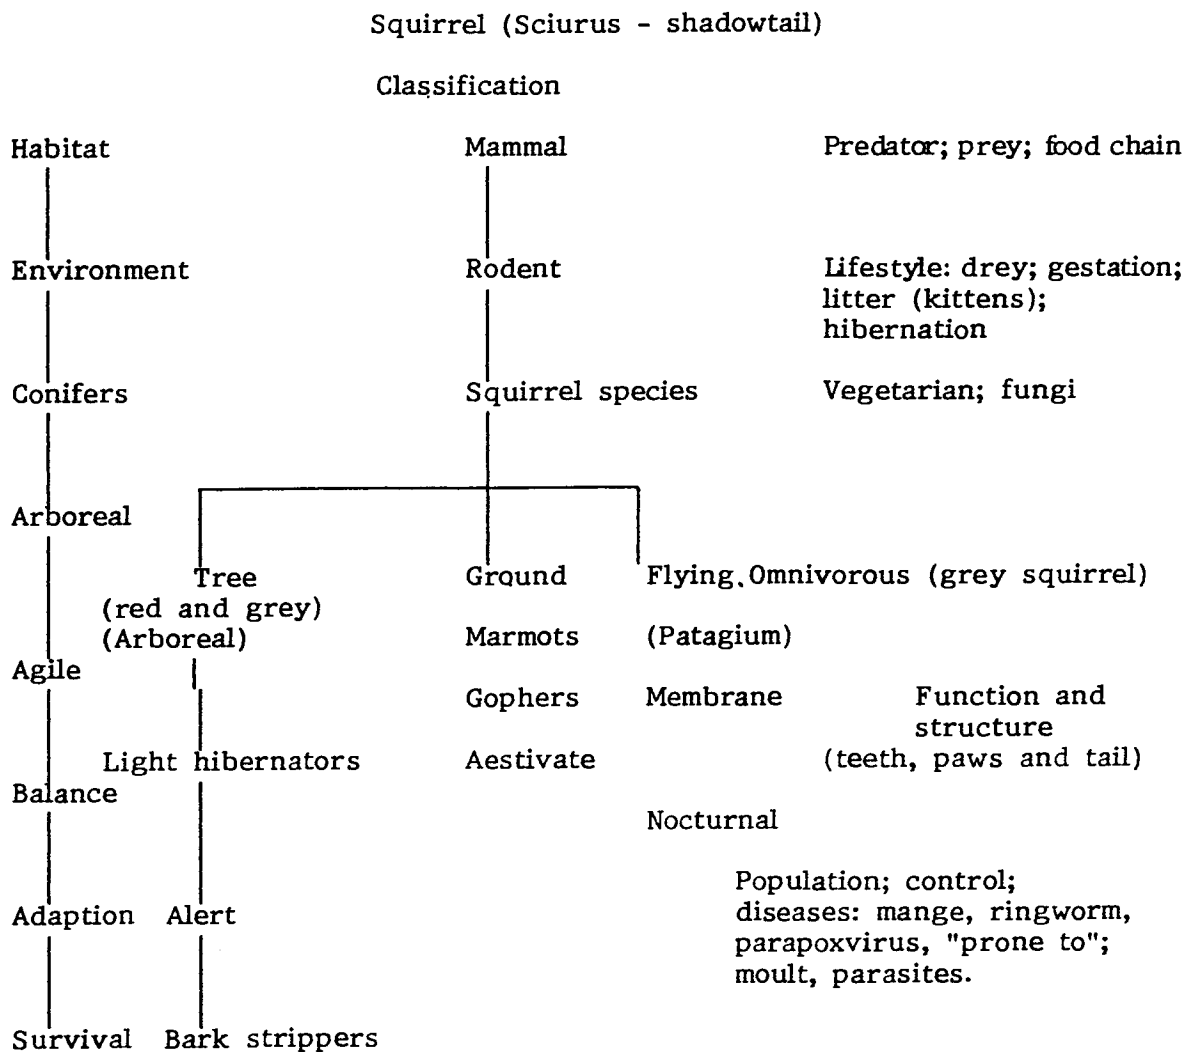 Squirrel (Sciurus - shadowtail)
Classification
Habitat Mammal Predator; prey; food chain
Environment Rodent Lifestyle: drey; gestation;
litter (kittens);
hibernation
Conifers Squirrel species Vegetarian; fungi
Arboreal
Tree Ground Flying. Omnivorous (grey squirrel)
(red and grey)
(Arboreal) Marmots (Patagium)
Agile
Gophers Membrane Function and
structure
Light hibernators Aestivate (teeth, paws and tail)
Balance
Nocturnal
Population; control;
Adaption Alert diseases: mange, ringworm,
parapoxvirus, "prone to";
moult, parasites.
Survival Bark strippers